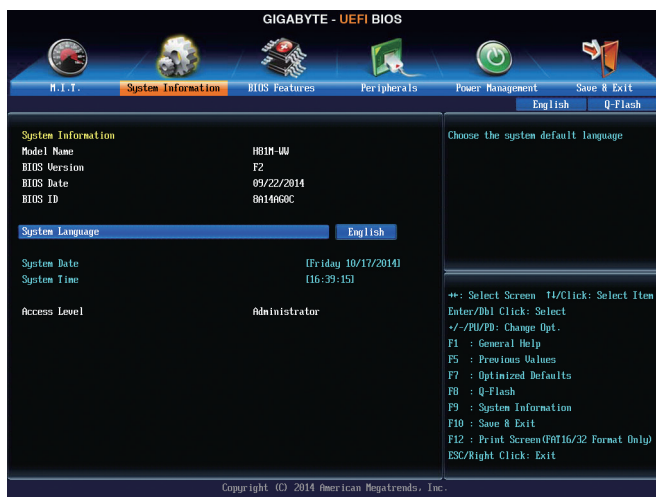 GIGABYTE - UEFI BIOS
M.I.T.
System Information
BIOS Features
Peripherals
Power Management
Save & Exit
English
Q-Flash
System Information
Model Name H81M-WW
BIOS Version F2
BIOS Date 09/22/2014
BIOS ID 8A14AG0C
System Language English
System Date [Friday 10/17/2014]
System Time [16:39:15]
Access Level Administrator
Choose the system default language
→←: Select Screen ↑↓/Click: Select Item
Enter/Dbl Click: Select
+/-/PU/PD: Change Opt.
F1 : General Help
F5 : Previous Values
F7 : Optimized Defaults
F8 : Q-Flash
F9 : System Information
F10 : Save & Exit
F12 : Print Screen(FAT16/32 Format Only)
ESC/Right Click: Exit
Copyright (C) 2014 American Megatrends, Inc.